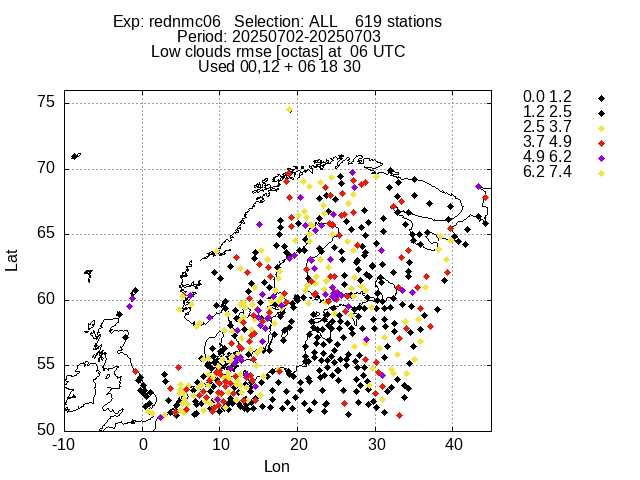 Exp: rednmc06   Selection: ALL    619 stations
Period: 20250702-20250703
Low clouds rmse [octas] at  06 UTC
Used 00,12 + 06 18 30
0.0 1.2
1.2 2.5
2.5 3.7
3.7 4.9
4.9 6.2
6.2 7.4
75
70
65
60
55
50
Lat
-10 0 10 20 30 40
Lon